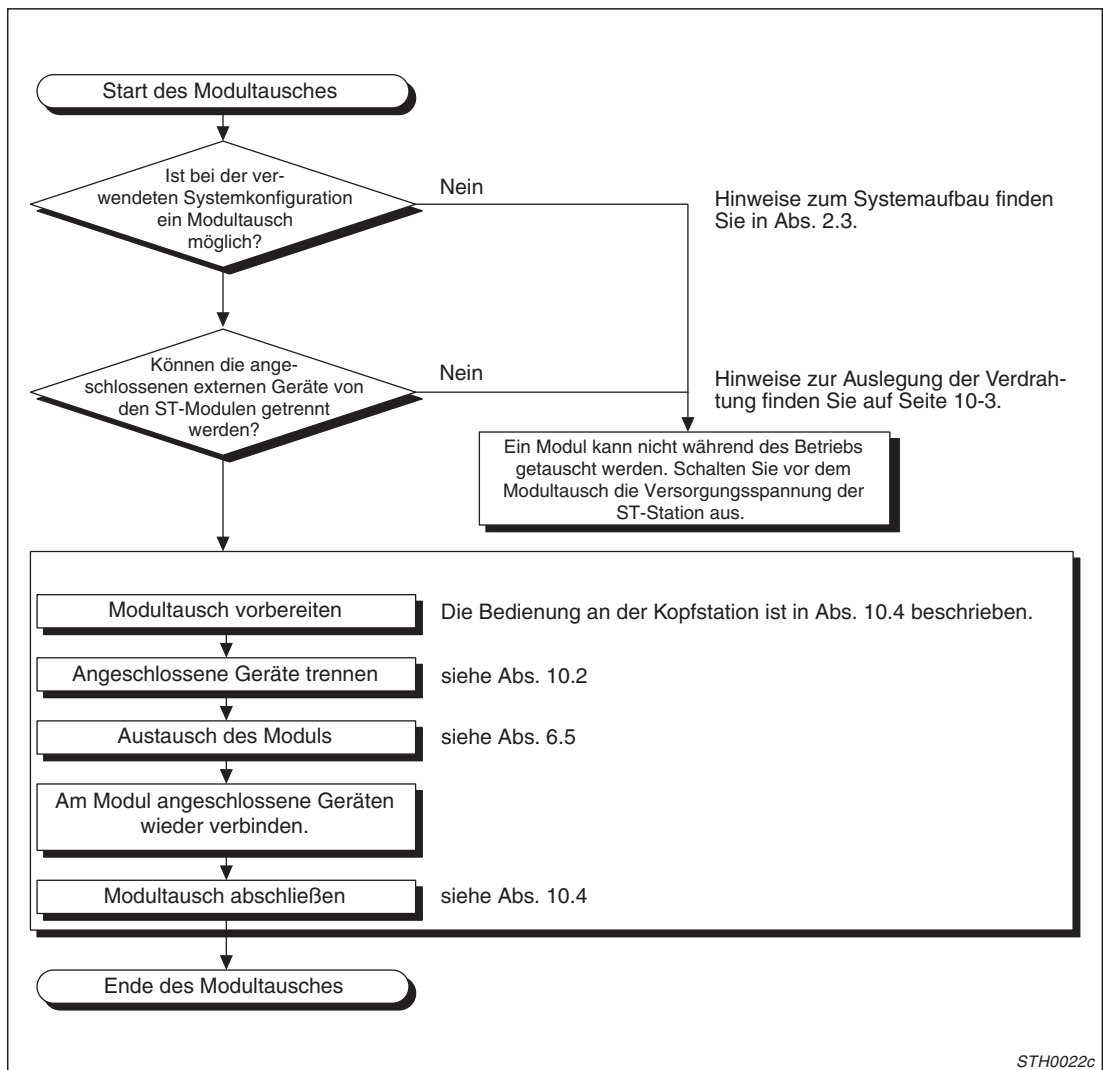 Start des Modultausches
Ist bei der ver-
wendeten Systemkonfiguration
ein Modultausch
möglich?
Nein
Hinweise zum Systemaufbau finden
Sie in Abs. 2.3.
Können die ange-
schlossenen externen Geräte von
den ST-Modulen getrennt
werden?
Nein
Hinweise zur Auslegung der Verdrah-
tung finden Sie auf Seite 10-3.
Ein Modul kann nicht während des Betriebs
getauscht werden. Schalten Sie vor dem
Modultausch die Versorgungsspannung der
ST-Station aus.
Modultausch vorbereiten
Die Bedienung an der Kopfstation ist in Abs. 10.4 beschrieben.
Angeschlossene Geräte trennen
siehe Abs. 10.2
Austausch des Moduls
siehe Abs. 6.5
Am Modul angeschlossene Geräten
wieder verbinden.
Modultausch abschließen
siehe Abs. 10.4
Ende des Modultausches
STH0022c